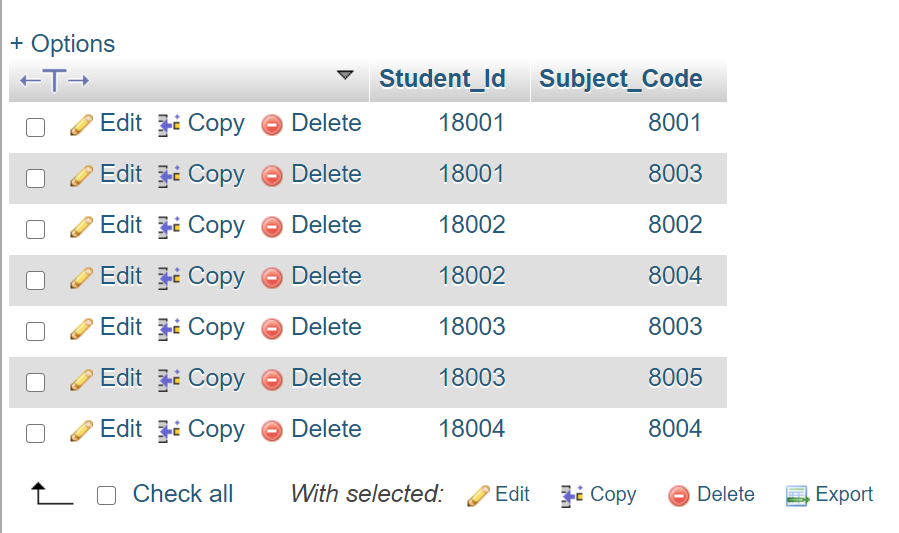 + Options
←T→ Student_Id Subject_Code
Edit Copy Delete 18001 8001
Edit Copy Delete 18001 8003
Edit Copy Delete 18002 8002
Edit Copy Delete 18002 8004
Edit Copy Delete 18003 8003
Edit Copy Delete 18003 8005
Edit Copy Delete 18004 8004
Check all With selected: Edit Copy Delete Export